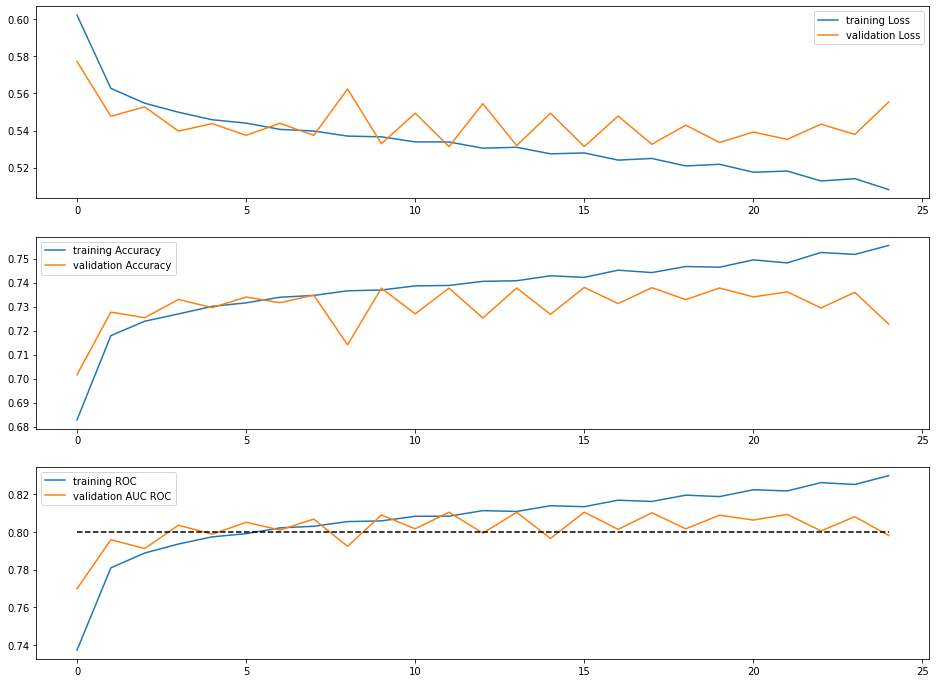 0.60
0.58
0.56
0.54
0.52
training Loss
validation Loss
0 5 10 15 20 25
0.75
0.74
0.73
0.72
0.71
0.70
0.69
0.68
training Accuracy
validation Accuracy
0 5 10 15 20 25
0.82
0.80
0.78
0.76
0.74
training ROC
validation AUC ROC
0 5 10 15 20 25